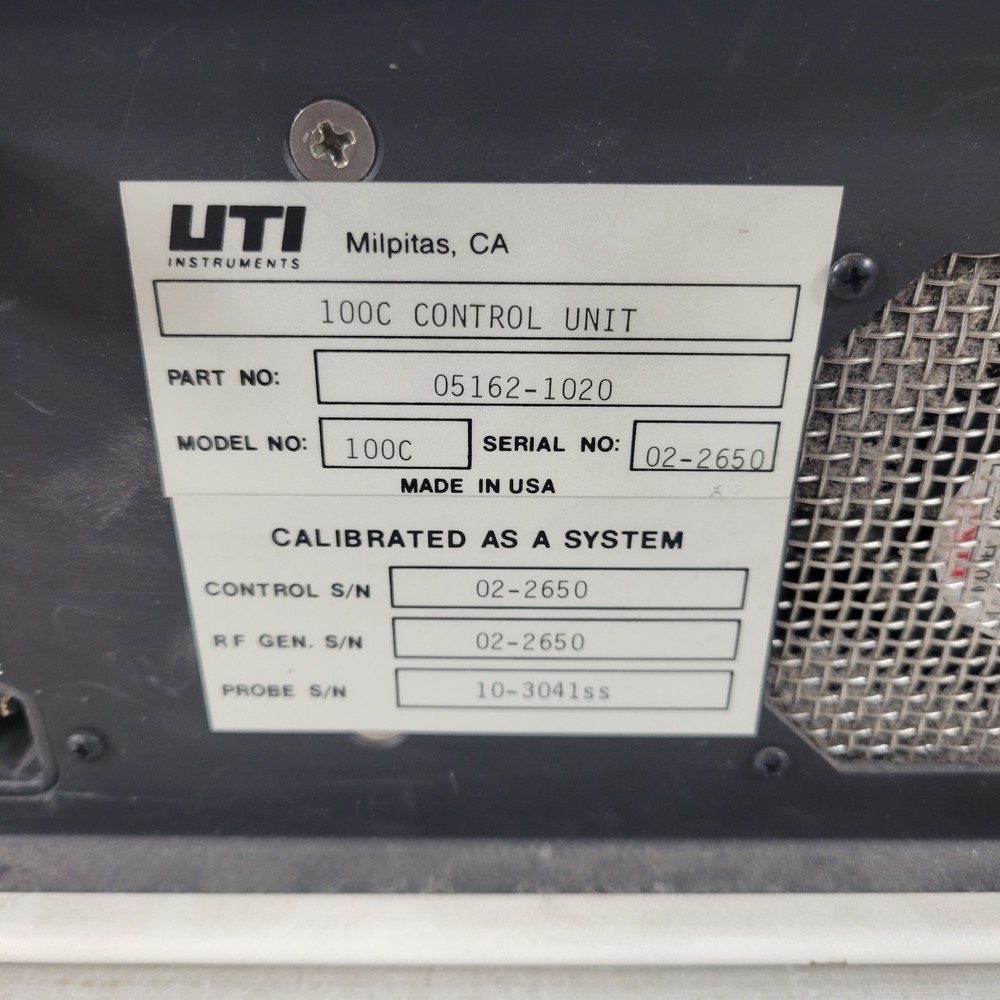 UTI
INSTRUMENTS
Milpitas, CA
100C CONTROL UNIT
PART NO: 05162-1020
MODEL NO: 100C SERIAL NO: 02-2650
MADE IN USA
CALIBRATED AS A SYSTEM
CONTROL S/N 02-2650
RF GEN. S/N 02-2650
PROBE S/N 10-3041ss